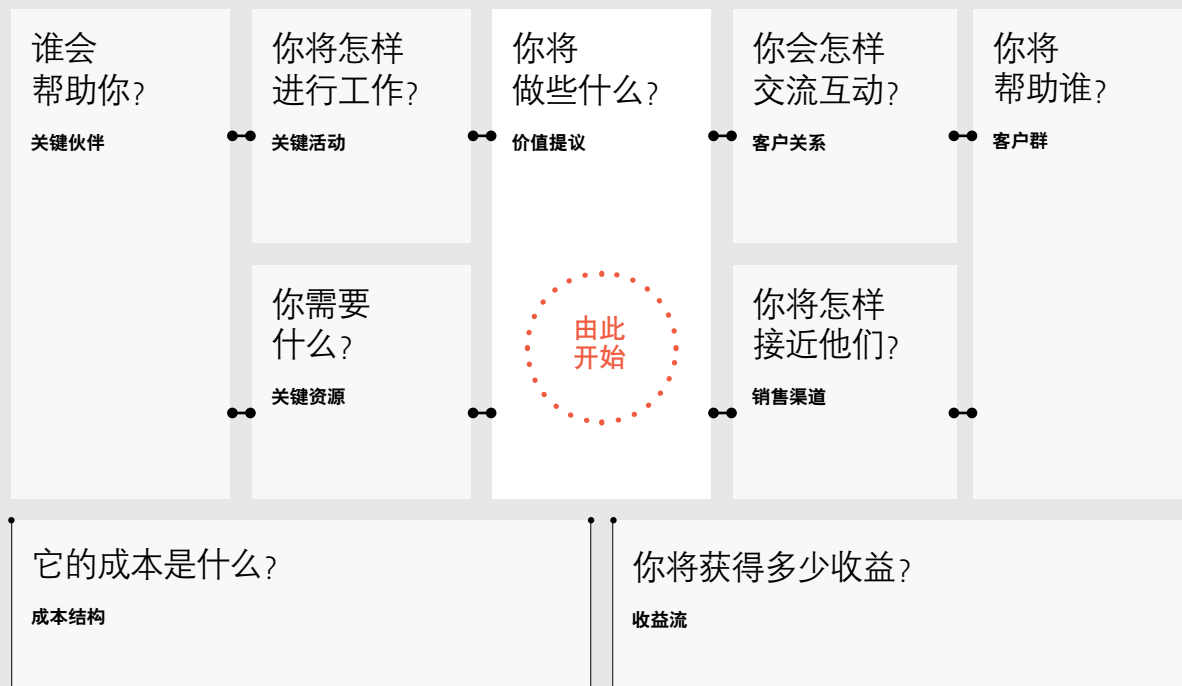 谁会
帮助你?
关键伙伴
你将怎样
进行工作?
关键活动
你需要
什么?
关键资源
你将
做些什么?
价值提议
由此
开始
你会怎样
交流互动?
客户关系
你将怎样
接近他们?
销售渠道
你将
帮助谁?
客户群
它的成本是什么?
成本结构
你将获得多少收益?
收益流